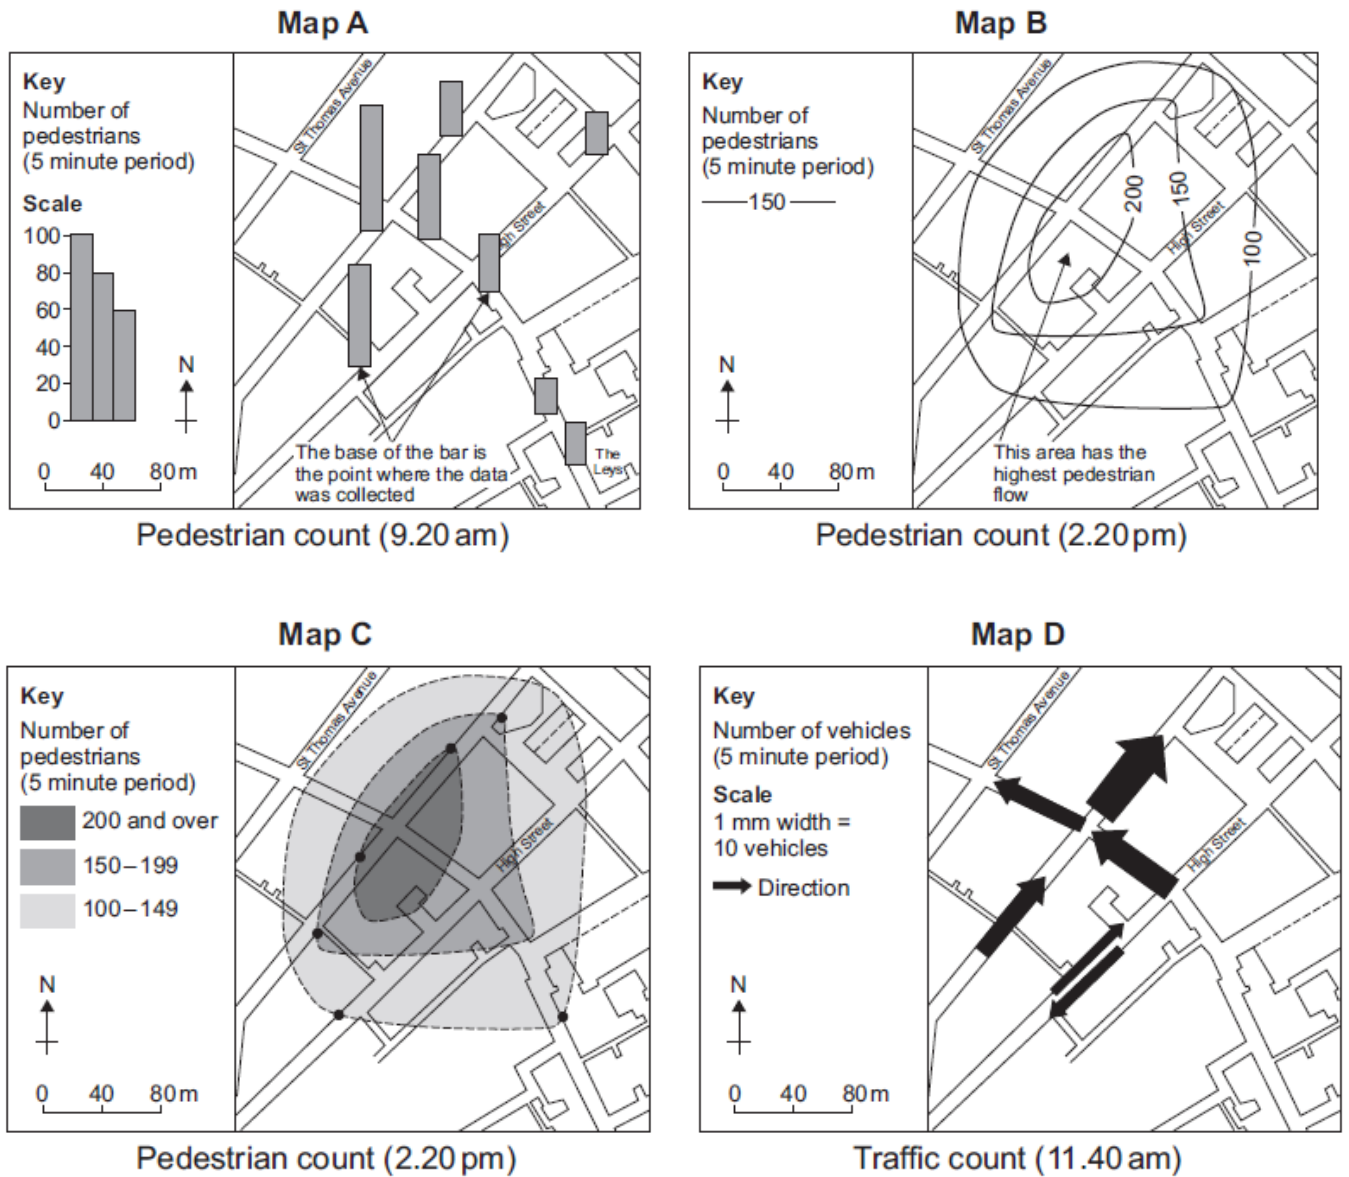 Map A
Key
Number of
pedestrians
(5 minute period)
Scale
100
80
60
40
20
0
N
0 40 80 m
St Thomas Avenue
gh Street
The base of the bar is
the point where the data
was collected
The
Leys
Pedestrian count (9.20 am)
Map B
Key
Number of
pedestrians
(5 minute period)
150
N
0 40 80 m
St Thomas Avenue
200
150
100
High Street
This area has the
highest pedestrian
flow
Pedestrian count (2.20 pm)
Map C
Key
Number of
pedestrians
(5 minute period)
200 and over
150–199
100–149
N
0 40 80 m
St Thomas Avenue
High Street
Pedestrian count (2.20 pm)
Map D
Key
Number of vehicles
(5 minute period)
Scale
1 mm width =
10 vehicles
Direction
N
0 40 80 m
St Thomas Avenue
High Street
Traffic count (11.40 am)